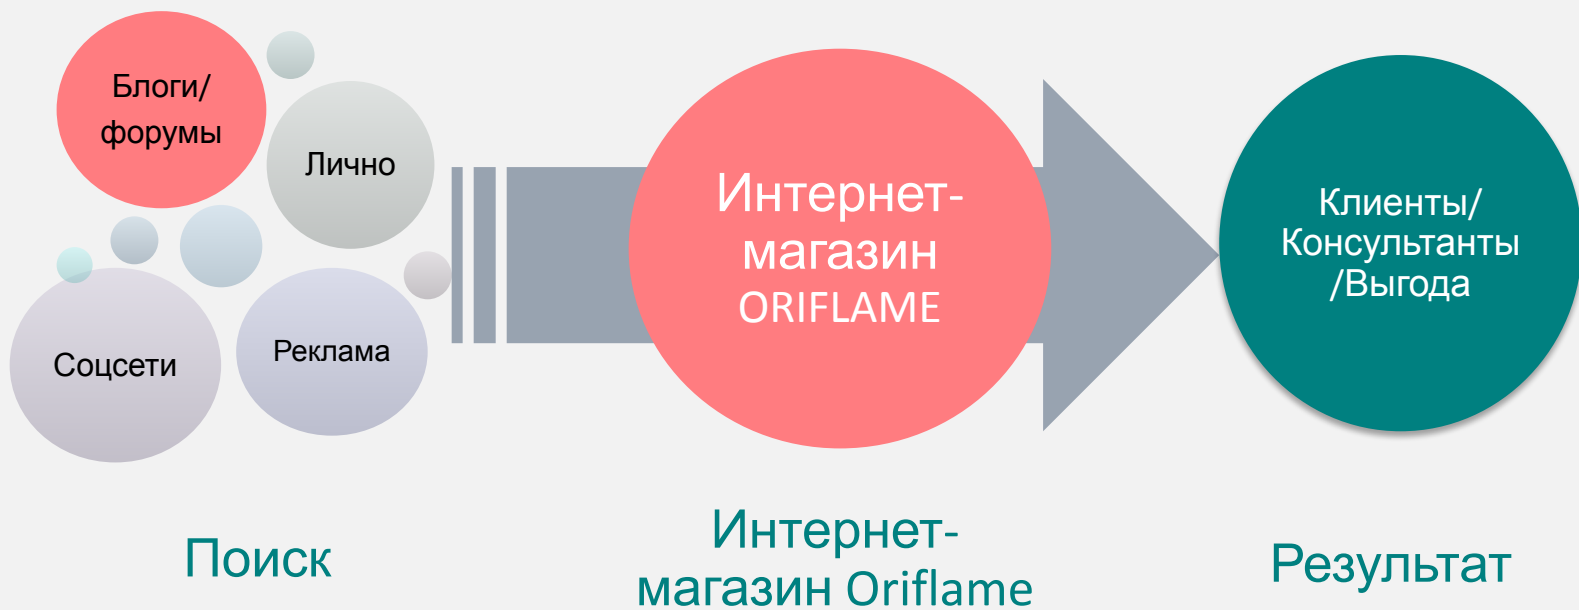 Блоги/
форумы
Лично
Соцсети
Реклама
Интернет-
магазин
ORIFLAME
Клиенты/
Консультанты
/Выгода
Поиск
Интернет-
магазин Oriflame
Результат